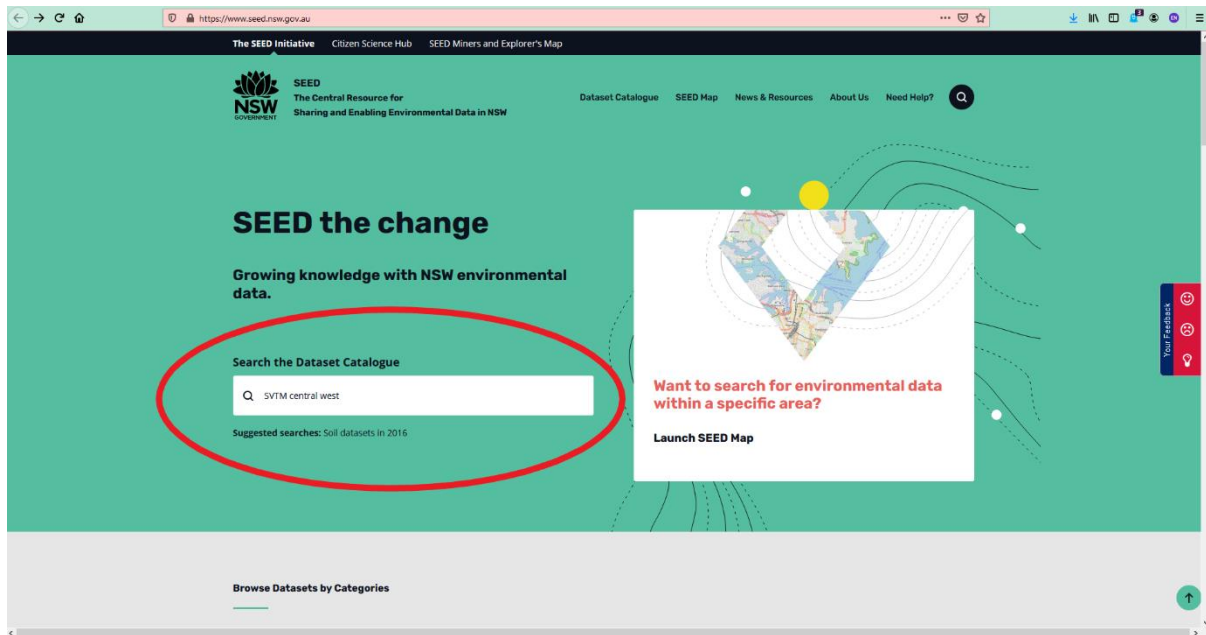 https://www.seed.nsw.gov.au
The SEED Initiative Citizen Science Hub SEED Miners and Explorer's Map
NSW
GOVERNMENT
SEED
The Central Resource for
Sharing and Enabling Environmental Data in NSW
Dataset Catalogue SEED Map News & Resources About Us Need Help?
SEED the change
Growing knowledge with NSW environmental
data.
Search the Dataset Catalogue
SVTM central west
Suggested searches: Soil datasets in 2016
Want to search for environmental data
within a specific area?
Launch SEED Map
Your Feedback
Browse Datasets by Categories